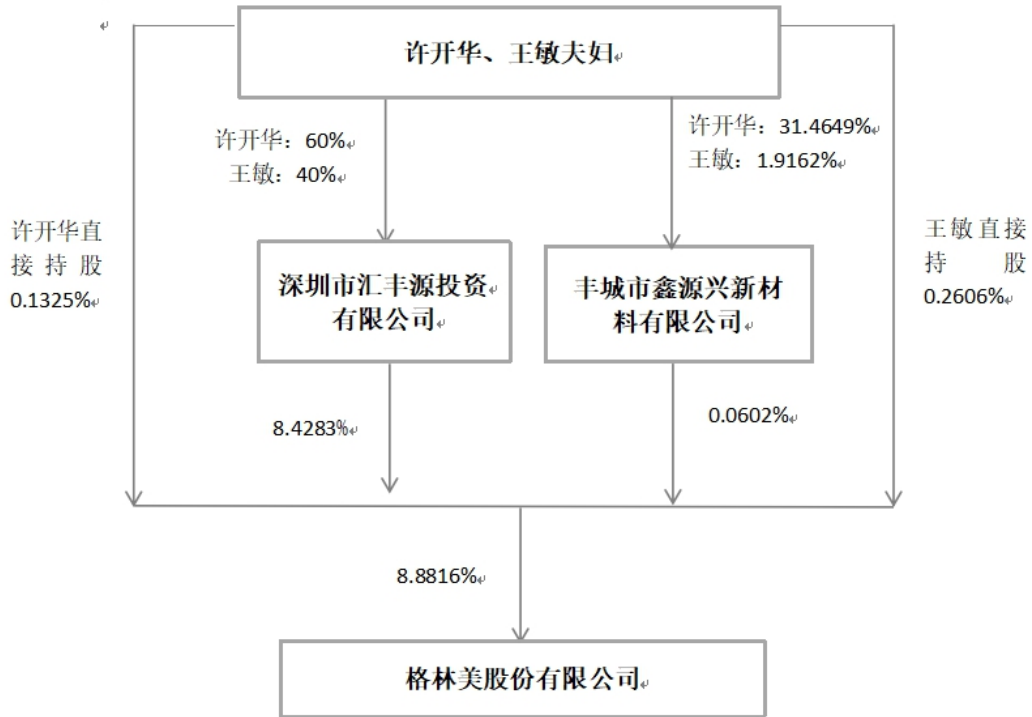 许开华、王敏夫妇
许开华：60%
王敏：40%
许开华：31.4649%
王敏：1.9162%
许开华直
接持股
0.1325%
王敏直接
持股
0.2606%
深圳市汇丰源投资
有限公司
丰城市鑫源兴新材
料有限公司
8.4283%
0.0602%
8.8816%
格林美股份有限公司